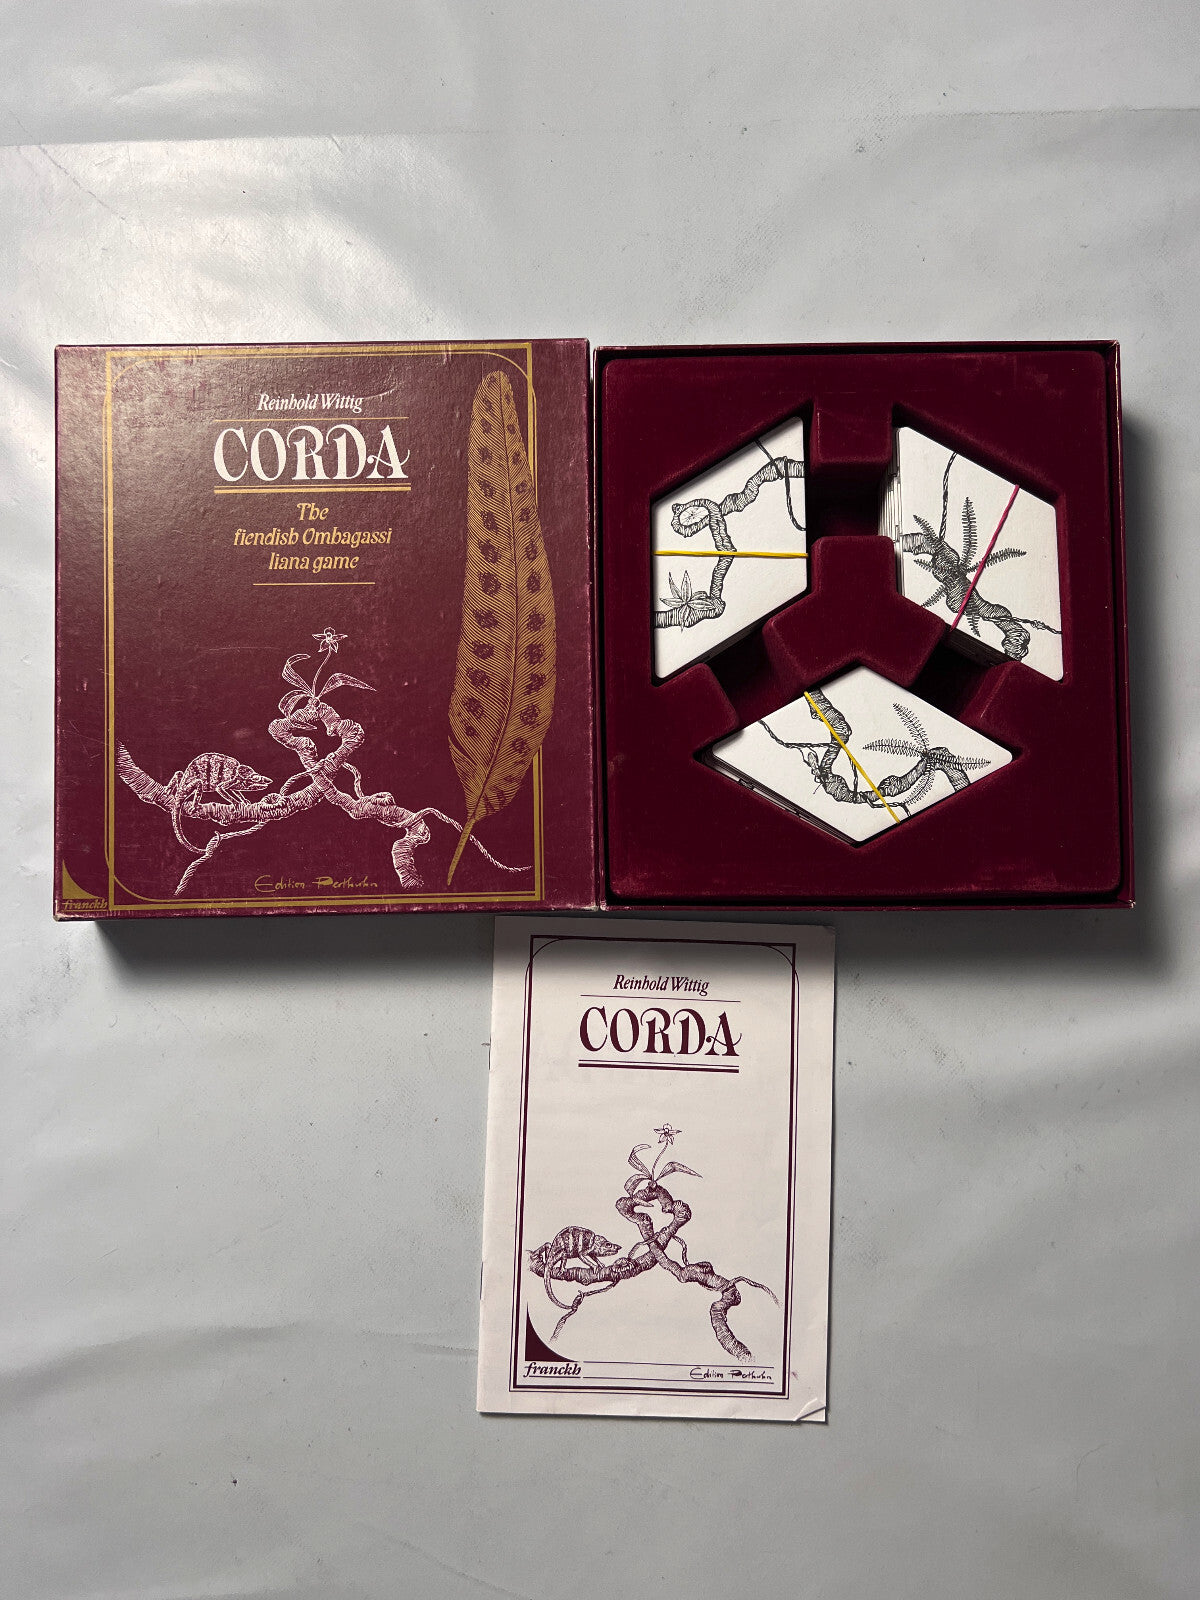 Reinhold Wittig
CORDA
The
fiendish Ombagassi
liana game
Edition Perlhuhn
franckh
Reinhold Wittig
CORDA
franckh
Edition Perlhuhn